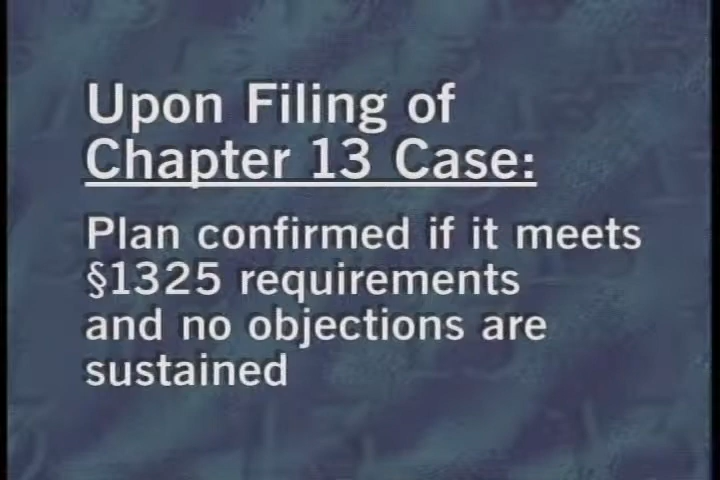 Upon Filing of
Chapter 13 Case:
Plan confirmed if it meets
§1325 requirements
and no objections are
sustained